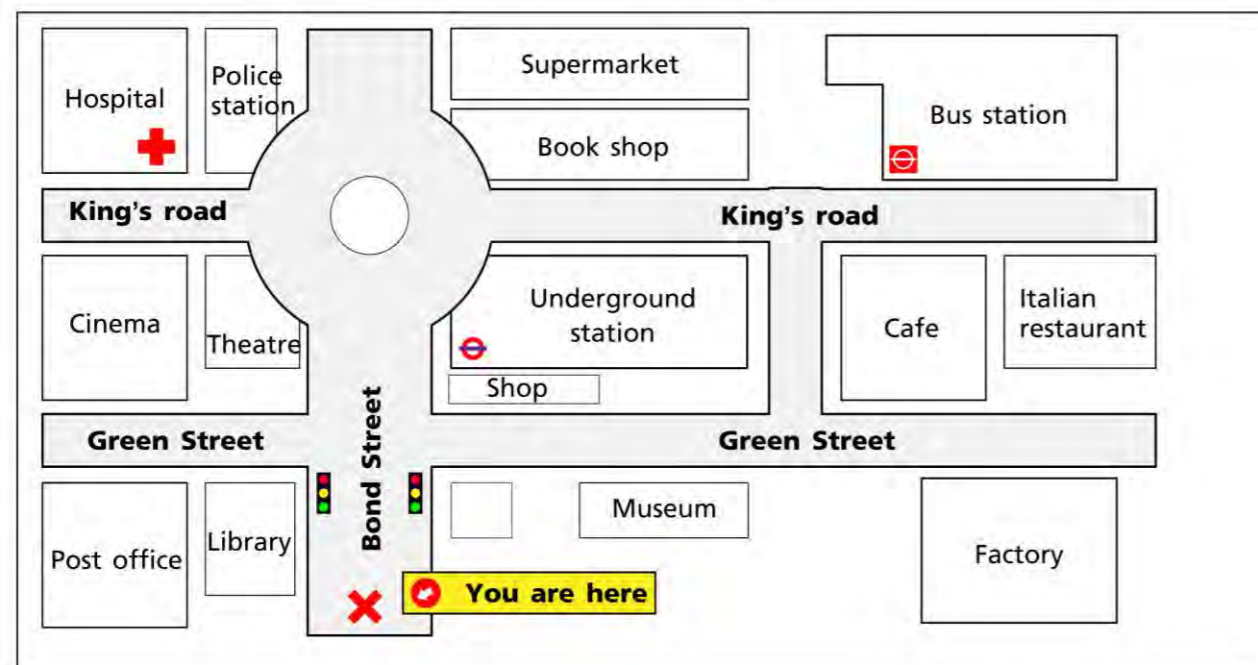 Hospital
Police
station
Supermarket
Book shop
Bus station
King's road
King's road
Cinema
Theatre
Underground
station
Shop
Cafe
Italian
restaurant
Green Street
Bond Street
Green Street
Post office
Library
Museum
Factory
You are here